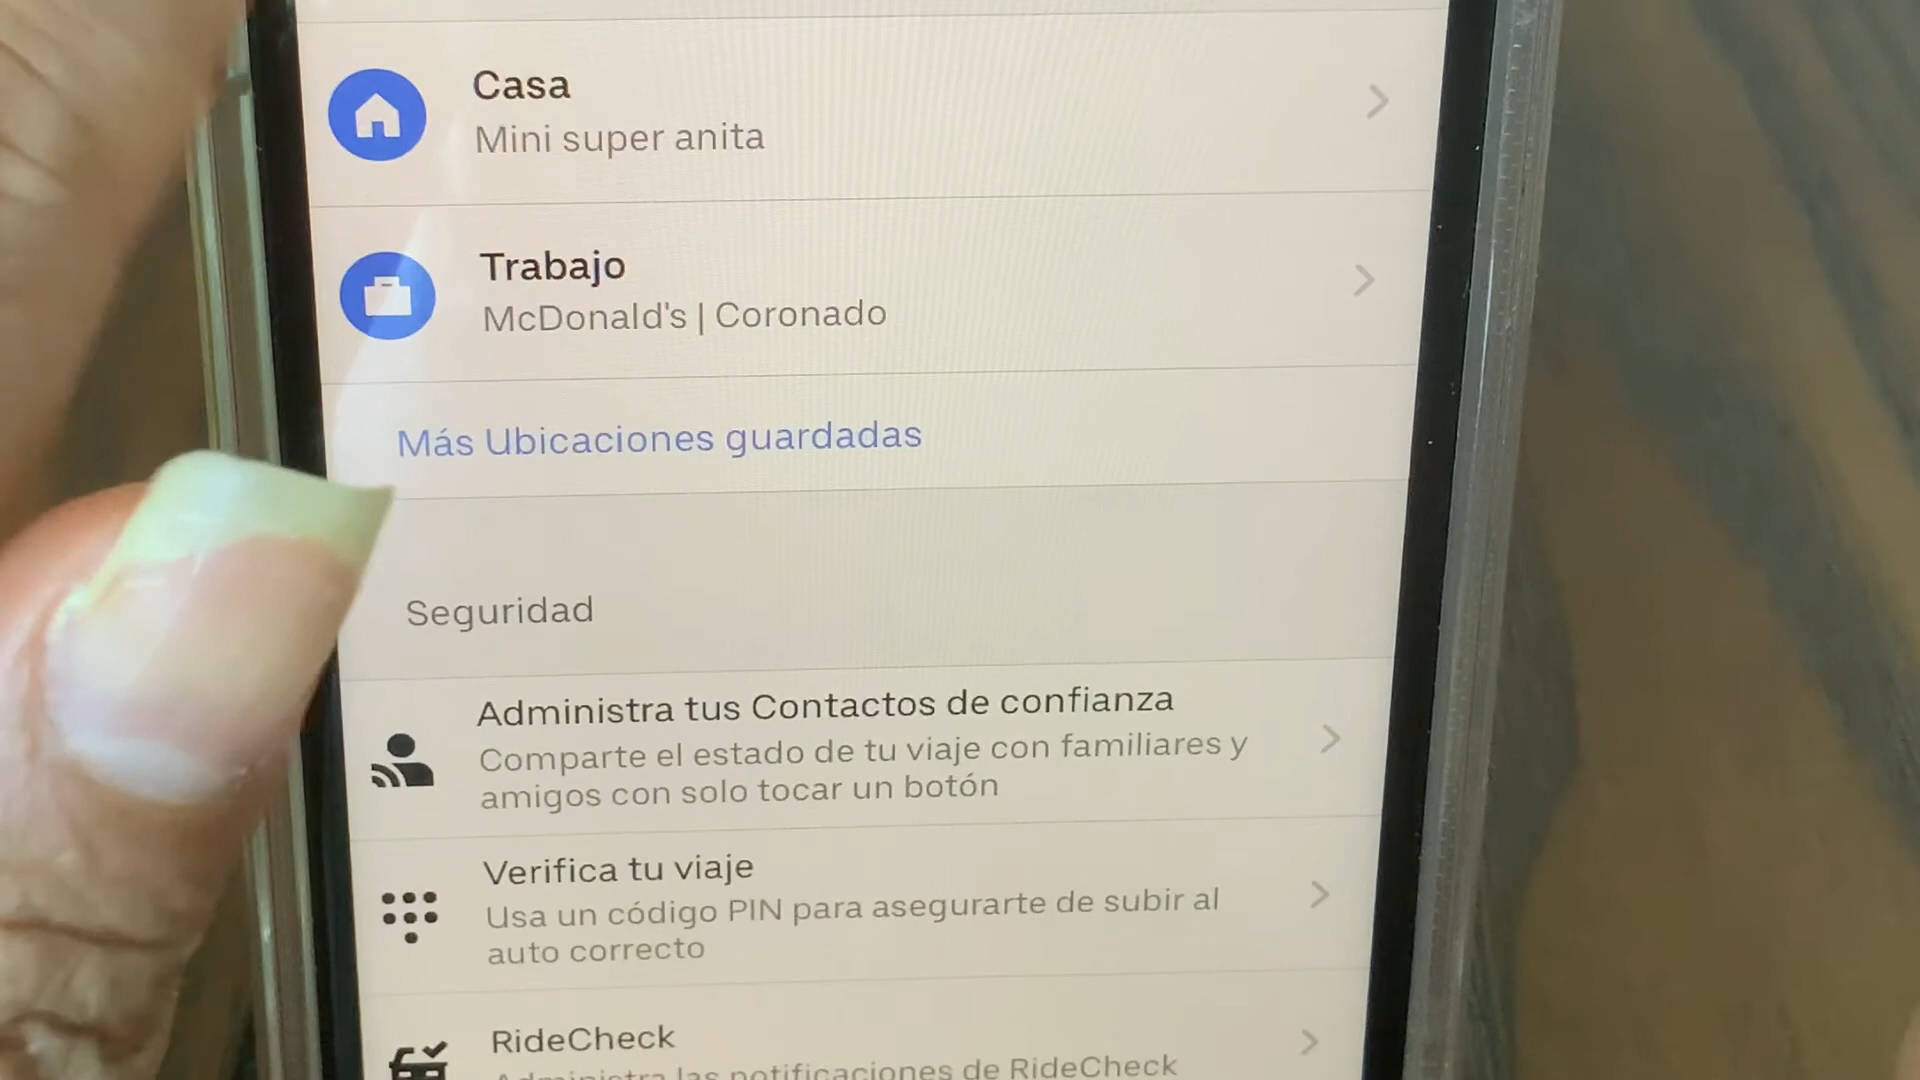 Casa
Mini super anita
Trabajo
McDonald's | Coronado
Más Ubicaciones guardadas
Seguridad
Administra tus Contactos de confianza
Comparte el estado de tu viaje con familiares y
amigos con solo tocar un botón
Verifica tu viaje
Usa un código PIN para asegurarte de subir al
auto correcto
RideCheck
Administra las notificaciones de RideCheck